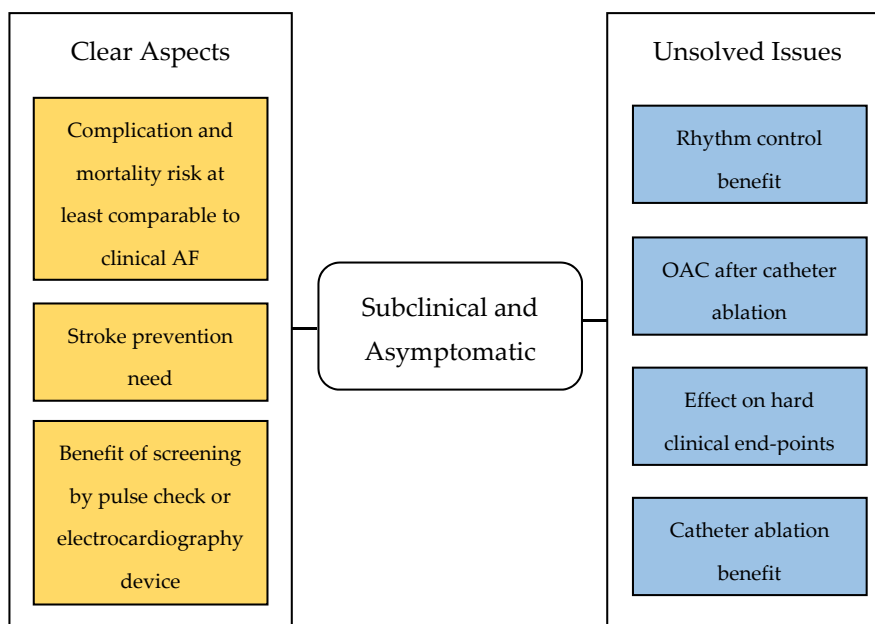 Clear Aspects
Complication and
mortality risk at
least comparable to
clinical AF
Stroke prevention
need
Benefit of screening
by pulse check or
electrocardiography
device
Subclinical and
Asymptomatic
Unsolved Issues
Rhythm control
benefit
OAC after catheter
ablation
Effect on hard
clinical end-points
Catheter ablation
benefit